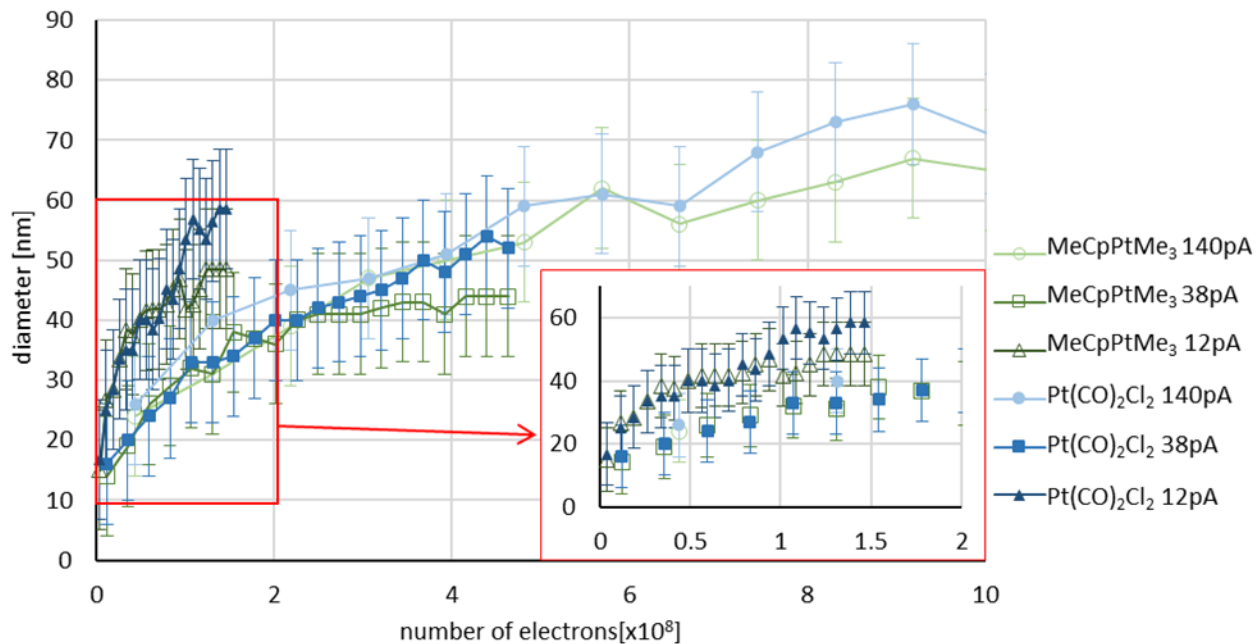 90
80
70
60
50
40
30
20
10
0
diameter [nm]
0 2 4 6 8 10
number of electrons[x10⁸]
60
40
20
0
0 0.5 1 1.5 2
MeCpPtMe₃ 140pA
MeCpPtMe₃ 38pA
MeCpPtMe₃ 12pA
Pt(CO)₂Cl₂ 140pA
Pt(CO)₂Cl₂ 38pA
Pt(CO)₂Cl₂ 12pA